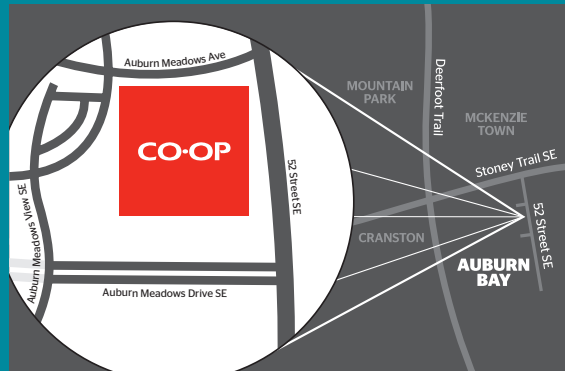 Auburn Meadows Ave
CO·OP
52 Street SE
Auburn Meadows View SE
Auburn Meadows Drive SE
MOUNTAIN
PARK
Deerfoot Trail
MCKENZIE
TOWN
Stoney Trail SE
CRANSTON
52 Street SE
AUBURN
BAY